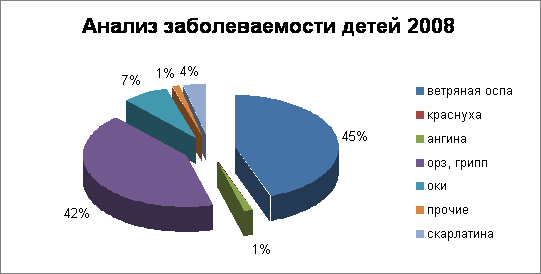 Анализ заболеваемости детей 2008
7%
1%
4%
45%
42%
1%
ветряная оспа
краснуха
ангина
орз, грипп
оки
прочие
скарлатина